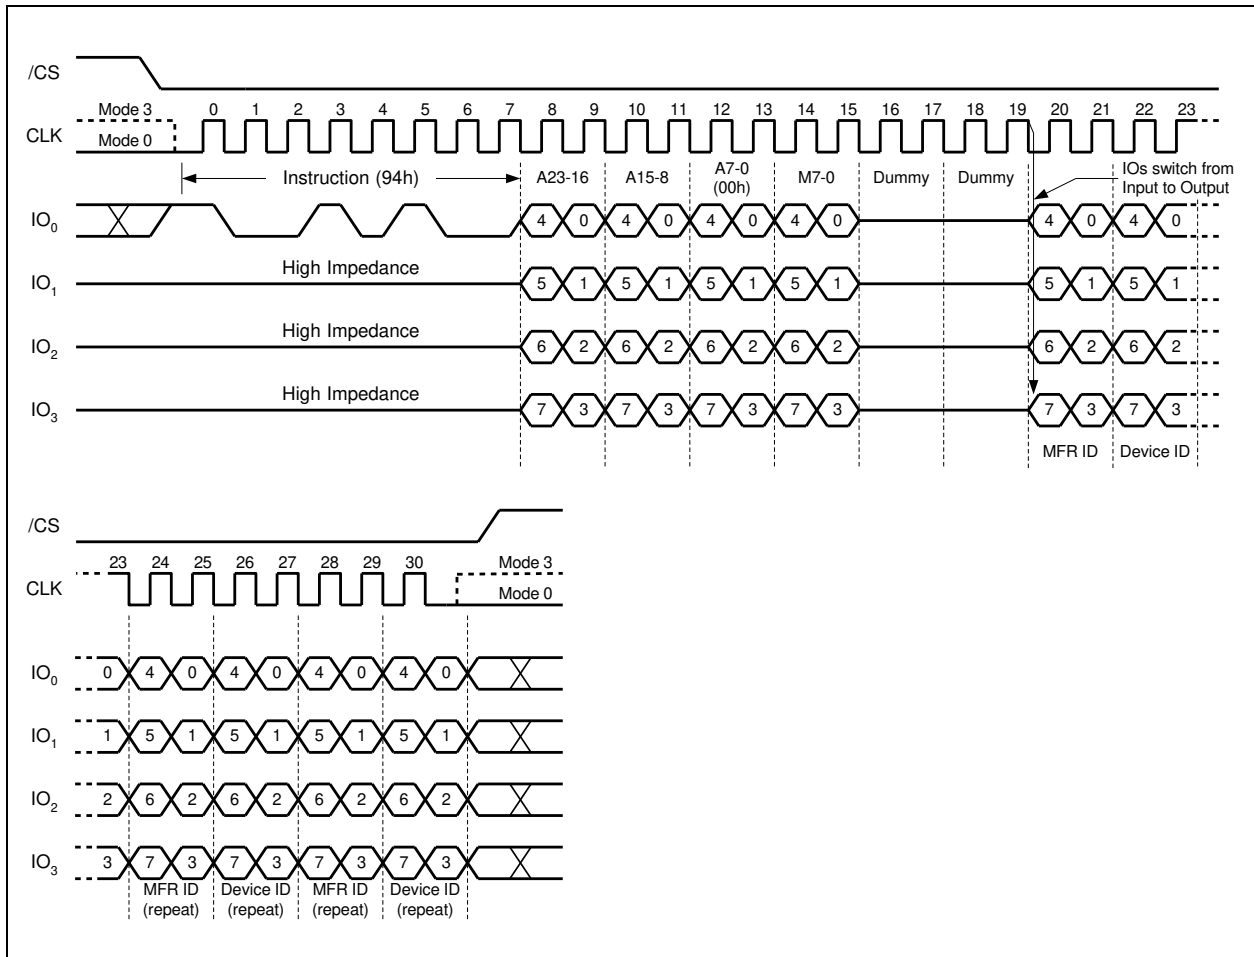 /CS
Mode 3 0 1 2 3 4 5 6 7 8 9 10 11 12 13 14 15 16 17 18 19 20 21 22 23
CLK Mode 0
Instruction (94h) A23-16 A15-8 A7-0 (00h) M7-0 Dummy Dummy IOs switch from Input to Output
IO0 4 0 4 0 4 0 4 0 4 0 4 0
High Impedance
IO1 5 1 5 1 5 1 5 1 5 1 5 1
High Impedance
IO2 6 2 6 2 6 2 6 2 6 2 6 2
High Impedance
IO3 7 3 7 3 7 3 7 3 7 3 7 3
MFR ID Device ID
/CS
23 24 25 26 27 28 29 30 Mode 3
CLK Mode 0
IO0 0 4 0 4 0 4 0 4 0
IO1 1 5 1 5 1 5 1 5 1
IO2 2 6 2 6 2 6 2 6 2
IO3 3 7 3 7 3 7 3 7 3
MFR ID (repeat) Device ID (repeat) MFR ID (repeat) Device ID (repeat)